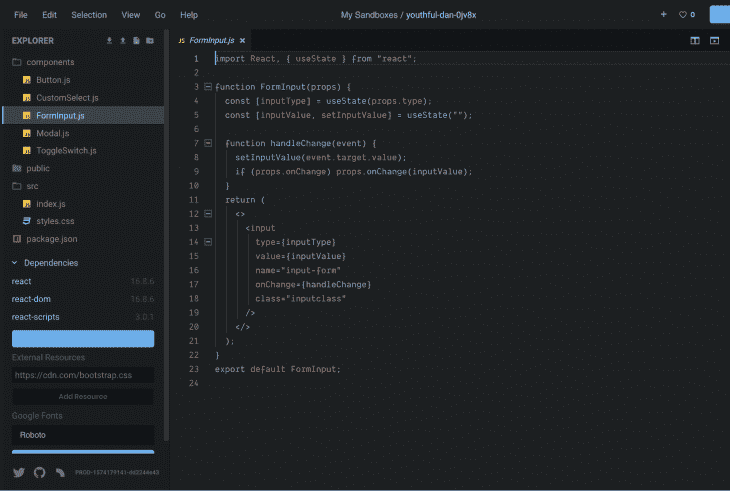 File Edit Selection View Go Help My Sandboxes / youthful-dan-0jv8x + 0
EXPLORER
components
Button.js
CustomSelect.js
FormInput.js
Modal.js
ToggleSwitch.js
public
src
index.js
styles.css
package.json
Dependencies
react 16.8.6
react-dom 16.8.6
react-scripts 3.0.1
External Resources
https://cdn.com/bootstrap.css
Add Resource
Google Fonts
Roboto
PROD-1574179141-4d2244e43
JS FormInput.js ×
1 import React, { useState } from "react";
2
3 function FormInput(props) {
4 const [inputType] = useState(props.type);
5 const [inputValue, setInputValue] = useState("");
6
7 function handleChange(event) {
8 setInputValue(event.target.value);
9 if (props.onChange) props.onChange(inputValue);
10 }
11 return (
12 <>
13 <input
14 type={inputType}
15 value={inputValue}
16 name="input-form"
17 onChange={handleChange}
18 class="inputclass"
19 />
20 </>
21 );
22 }
23 export default FormInput;
24